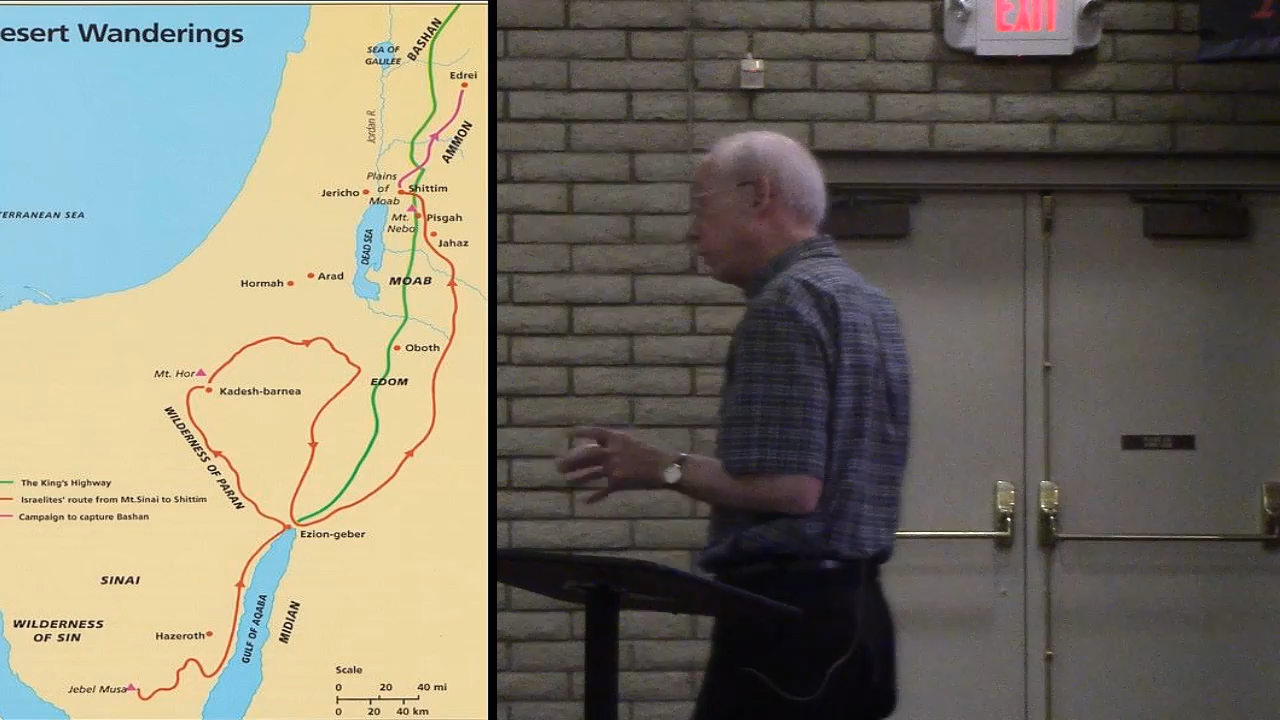 esert Wanderings
SEA OF
GALILEE
BASHAN
Edrei
Jordan R.
AMMON
Plains
of
Moab
Jericho
Shittim
Mt.
Nebo
Pisgah
Jahaz
TERRANEAN SEA
DEAD SEA
Arad
Hormah
MOAB
Oboth
Mt. Hor
EDOM
Kadesh-barnea
WILDERNESS OF PARAN
The King's Highway
Israelites' route from Mt.Sinai to Shittim
Campaign to capture Bashan
Ezion-geber
SINAI
WILDERNESS
OF SIN
GULF OF AQABA
MIDIAN
Hazeroth
Jebel Musa
Scale
0 20 40 mi
0 20 40 km
EXIT